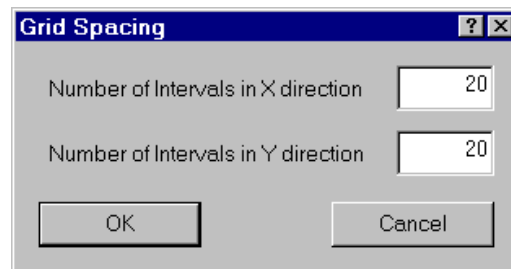 Grid Spacing
Number of Intervals in X direction 20
Number of Intervals in Y direction 20
OK Cancel